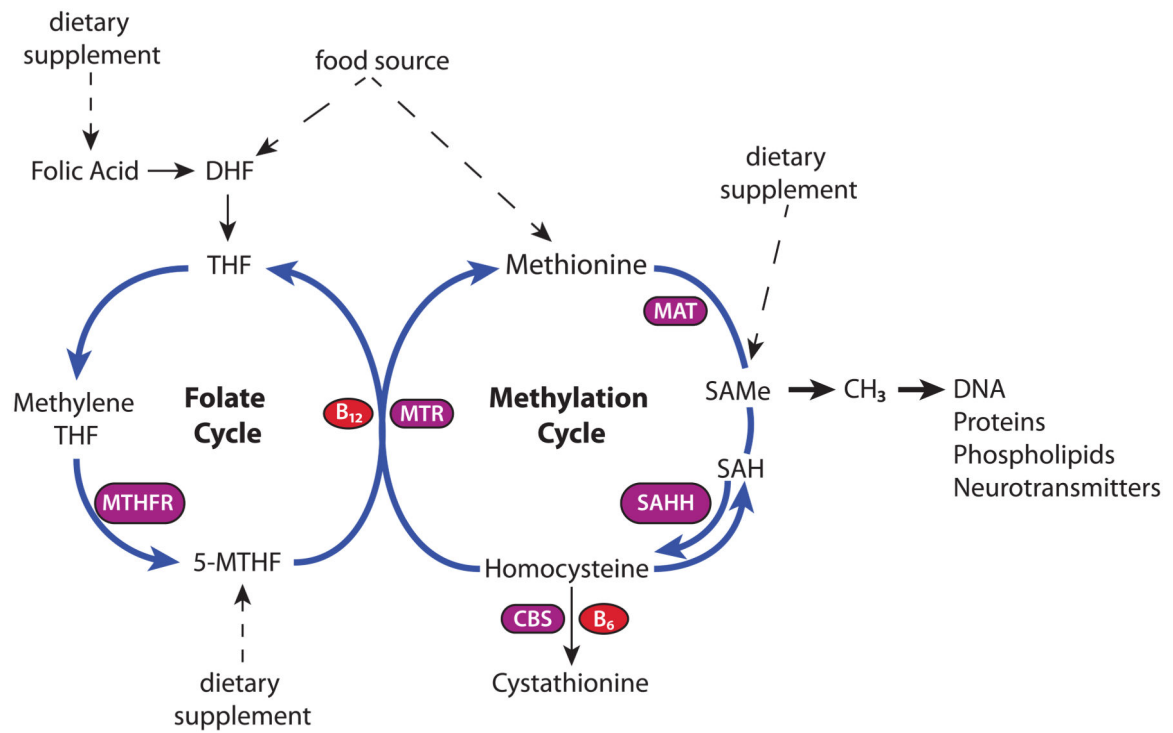 dietary
supplement
food source
Folic Acid
DHF
dietary
supplement
THF
Methionine
MAT
Methylene
THF
Folate
Cycle
B₁₂
MTR
Methylation
Cycle
SAMe
CH₃
DNA
Proteins
Phospholipids
Neurotransmitters
SAH
MTHFR
SAHH
5-MTHF
Homocysteine
CBS
B₆
dietary
supplement
Cystathionine